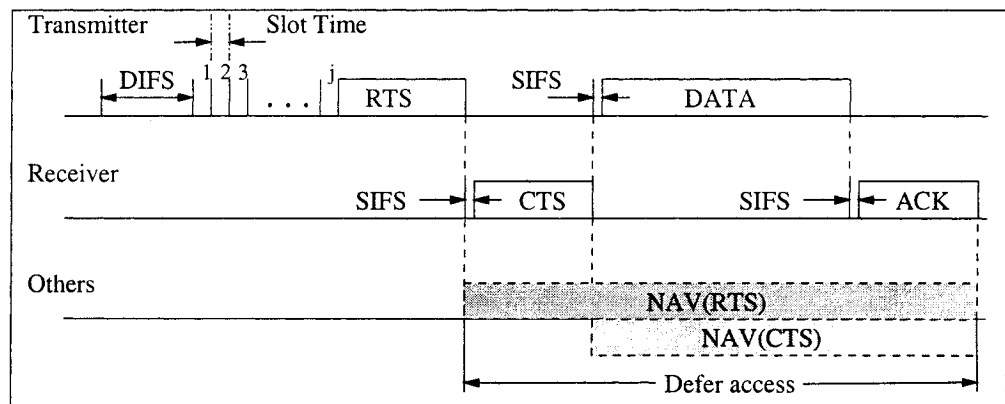 Transmitter Slot Time
DIFS 1 2 3 . . . j RTS SIFS DATA
Receiver
SIFS CTS SIFS ACK
Others
NAV(RTS)
NAV(CTS)
Defer access